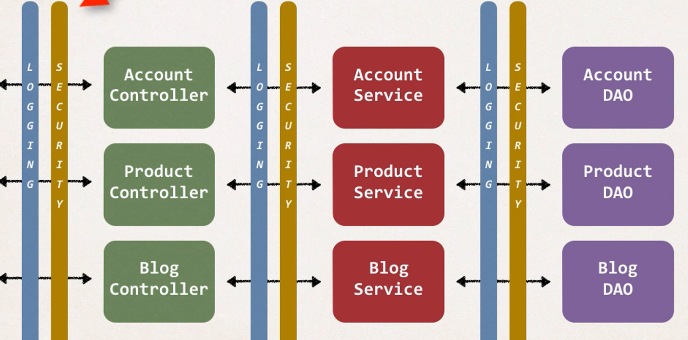 LOGGING
SECURITY
Account
Controller
LOGGING
SECURITY
Account
Service
LOGGING
SECURITY
Account
DAO
Product
Controller
Product
Service
Product
DAO
Blog
Controller
Blog
Service
Blog
DAO